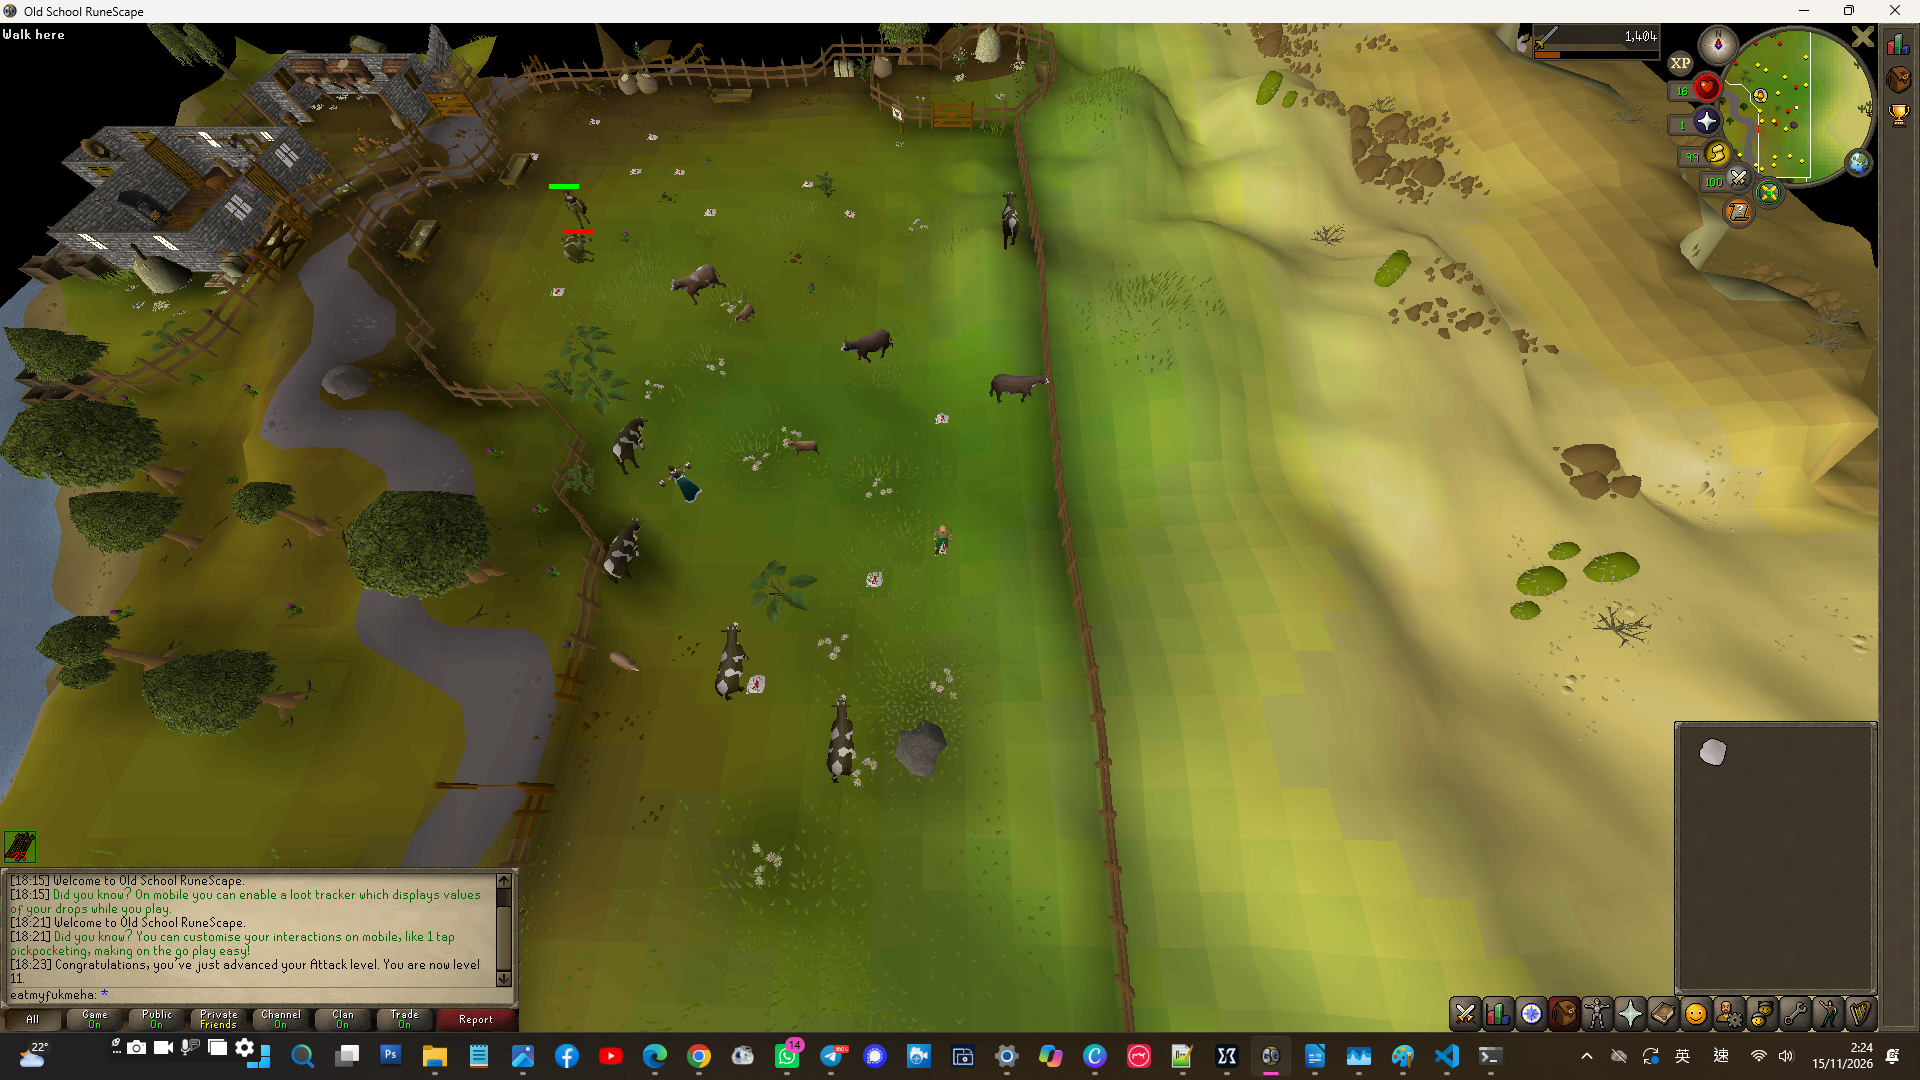 Old School RuneScape
Walk here
1,404
XP
N
16
1
99
100
[18:15] Welcome to Old School RuneScape.
[18:15] Did you know? On mobile you can enable a loot tracker which displays values
of your drops while you play.
[18:21] Welcome to Old School RuneScape.
[18:21] Did you know? You can customise your interactions on mobile, like 1 tap
pickpocketing, making on the go play easy!
[18:23] Congratulations, you've just advanced your Attack level. You are now level
11.
eatmyfukmeha: *
All
Game
On
Public
On
Private
Friends
Channel
On
Clan
On
Trade
On
Report
22°
Ps
14
英
速
2:24
15/11/2026